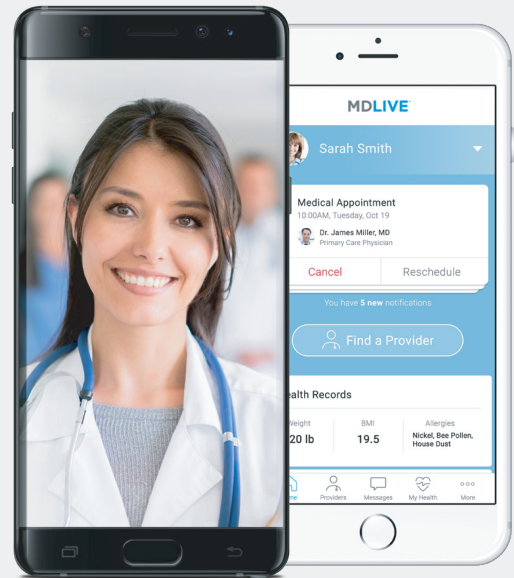 MDLIVE
Sarah Smith
Medical Appointment
10:00AM, Tuesday, Oct 19
Dr. James Miller, MD
Primary Care Physician
Cancel Reschedule
You have 5 new notifications
Find a Provider
ealth Records
Weight BMI Allergies
20 lb 19.5 Nickel, Bee Pollen,
House Dust
me Providers Messages My Health More